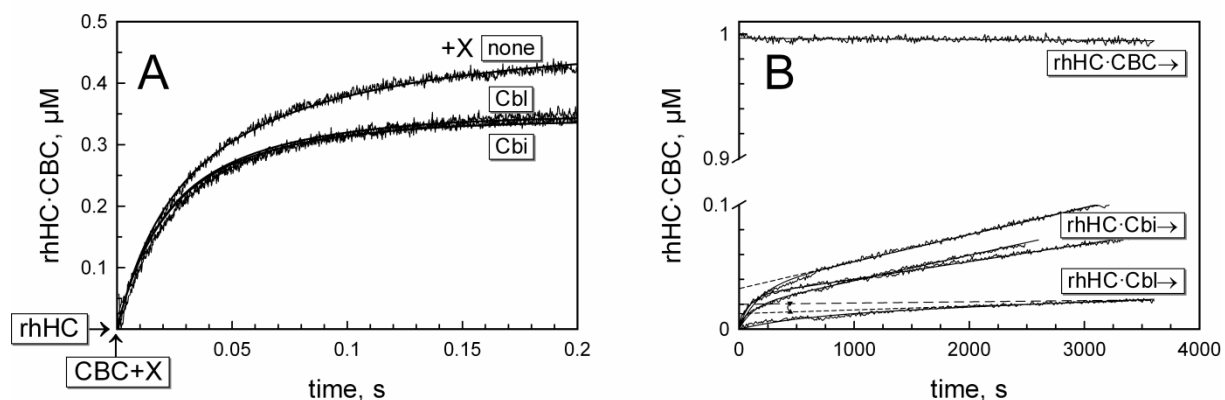 A
rhHC·CBC, μM
0.5
0.4
0.3
0.2
0.1
+X none
Cbl
Cbi
rhHC→
CBC+X
0.05
0.1
0.15
0.2
time, s
B
rhHC·CBC, μM
1
0.9
0.1
0
rhHC·CBC→
rhHC·Cbi→
rhHC·Cbl→
0
1000
2000
3000
4000
time, s